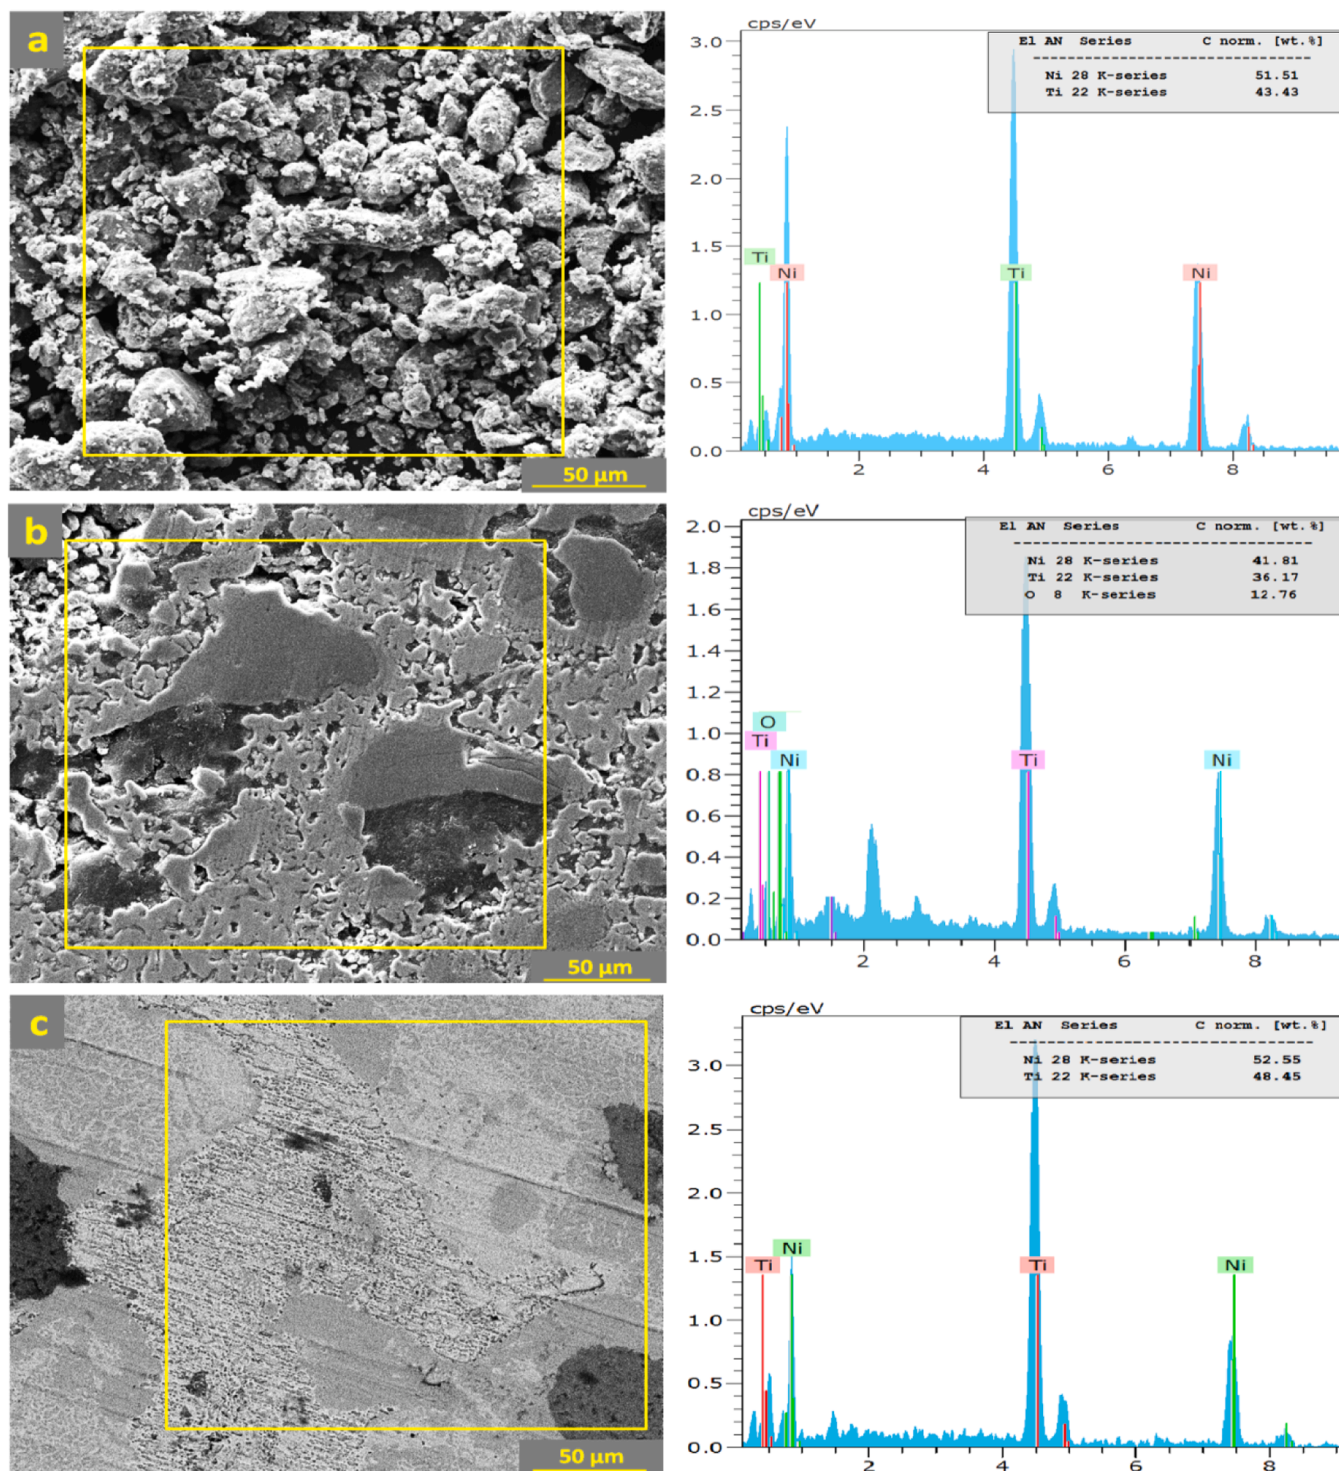 a
50 µm
cps/eV
El AN Series C norm. [wt.%]
Ni 28 K-series 51.51
Ti 22 K-series 43.43
3.0
2.5
2.0
1.5
1.0
0.5
0.0
Ti
Ni
Ti
Ni
2 4 6 8
b
50 µm
cps/eV
El AN Series C norm. [wt.%]
Ni 28 K-series 41.81
Ti 22 K-series 36.17
O 8 K-series 12.76
2.0
1.8
1.6
1.4
1.2
1.0
0.8
0.6
0.4
0.2
0.0
O
Ti
Ni
Ti
Ni
2 4 6 8
c
50 µm
cps/eV
El AN Series C norm. [wt.%]
Ni 28 K-series 52.55
Ti 22 K-series 48.45
3.0
2.5
2.0
1.5
1.0
0.5
0.0
Ti
Ni
Ti
Ni
2 4 6 8